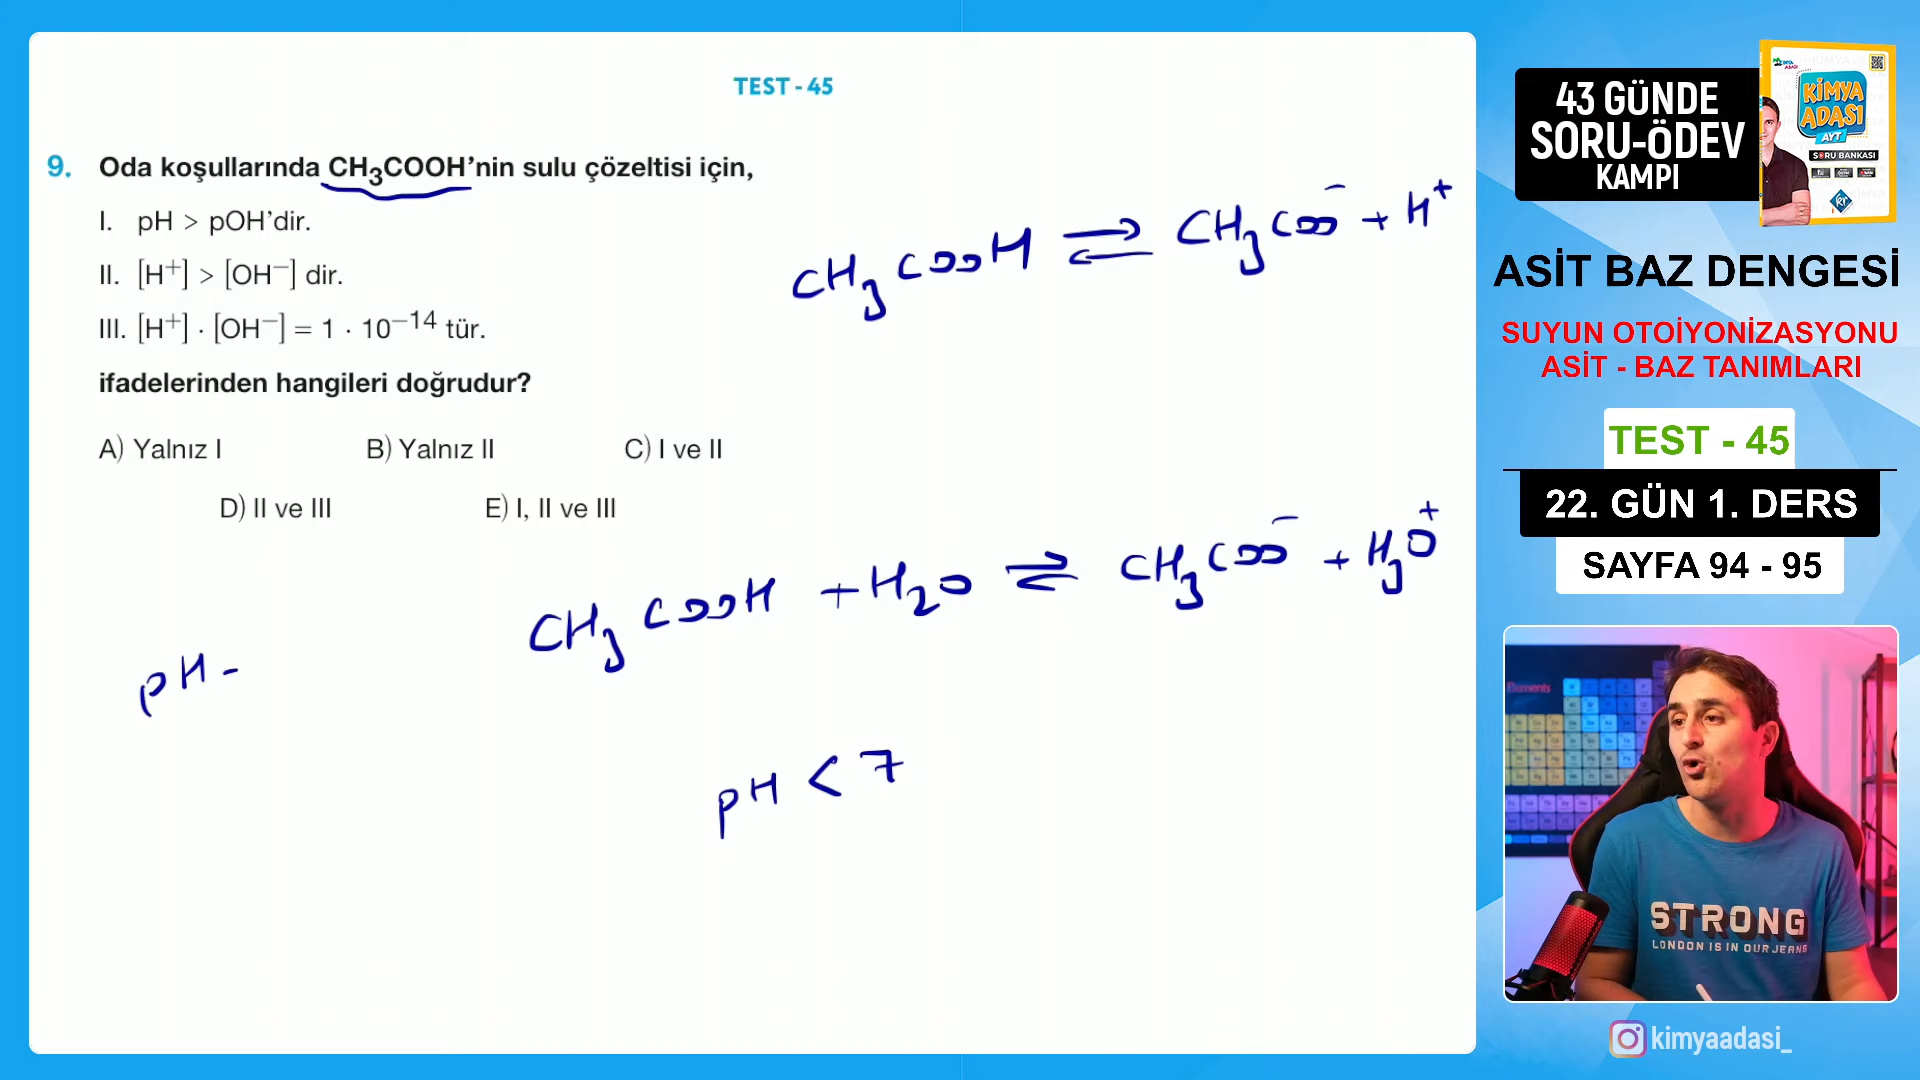 TEST - 45
9. Oda koşullarında CH₃COOH'nin sulu çözeltisi için,
I. pH > pOH'dir.
II. [H⁺] > [OH⁻] dir.
III. [H⁺] · [OH⁻] = 1 · 10⁻¹⁴ tür.
ifadelerinden hangileri doğrudur?
A) Yalnız I B) Yalnız II C) I ve II
D) II ve III E) I, II ve III
CH₃COOH ⇌ CH₃COO⁻ + H⁺
CH₃COOH + H₂O ⇌ CH₃COO⁻ + H₃O⁺
pH -
pH < 7
43 GÜNDE
SORU-ÖDEV
KAMPI
KİMYA
ADASI
AYT
SORU BANKASI
ASİT BAZ DENGESİ
SUYUN OTOİYONİZASYONU
ASİT - BAZ TANIMLARI
TEST - 45
22. GÜN 1. DERS
SAYFA 94 - 95
Elements
STRONG
LONDON IS IN OUR JEANS
kimyaadasi_